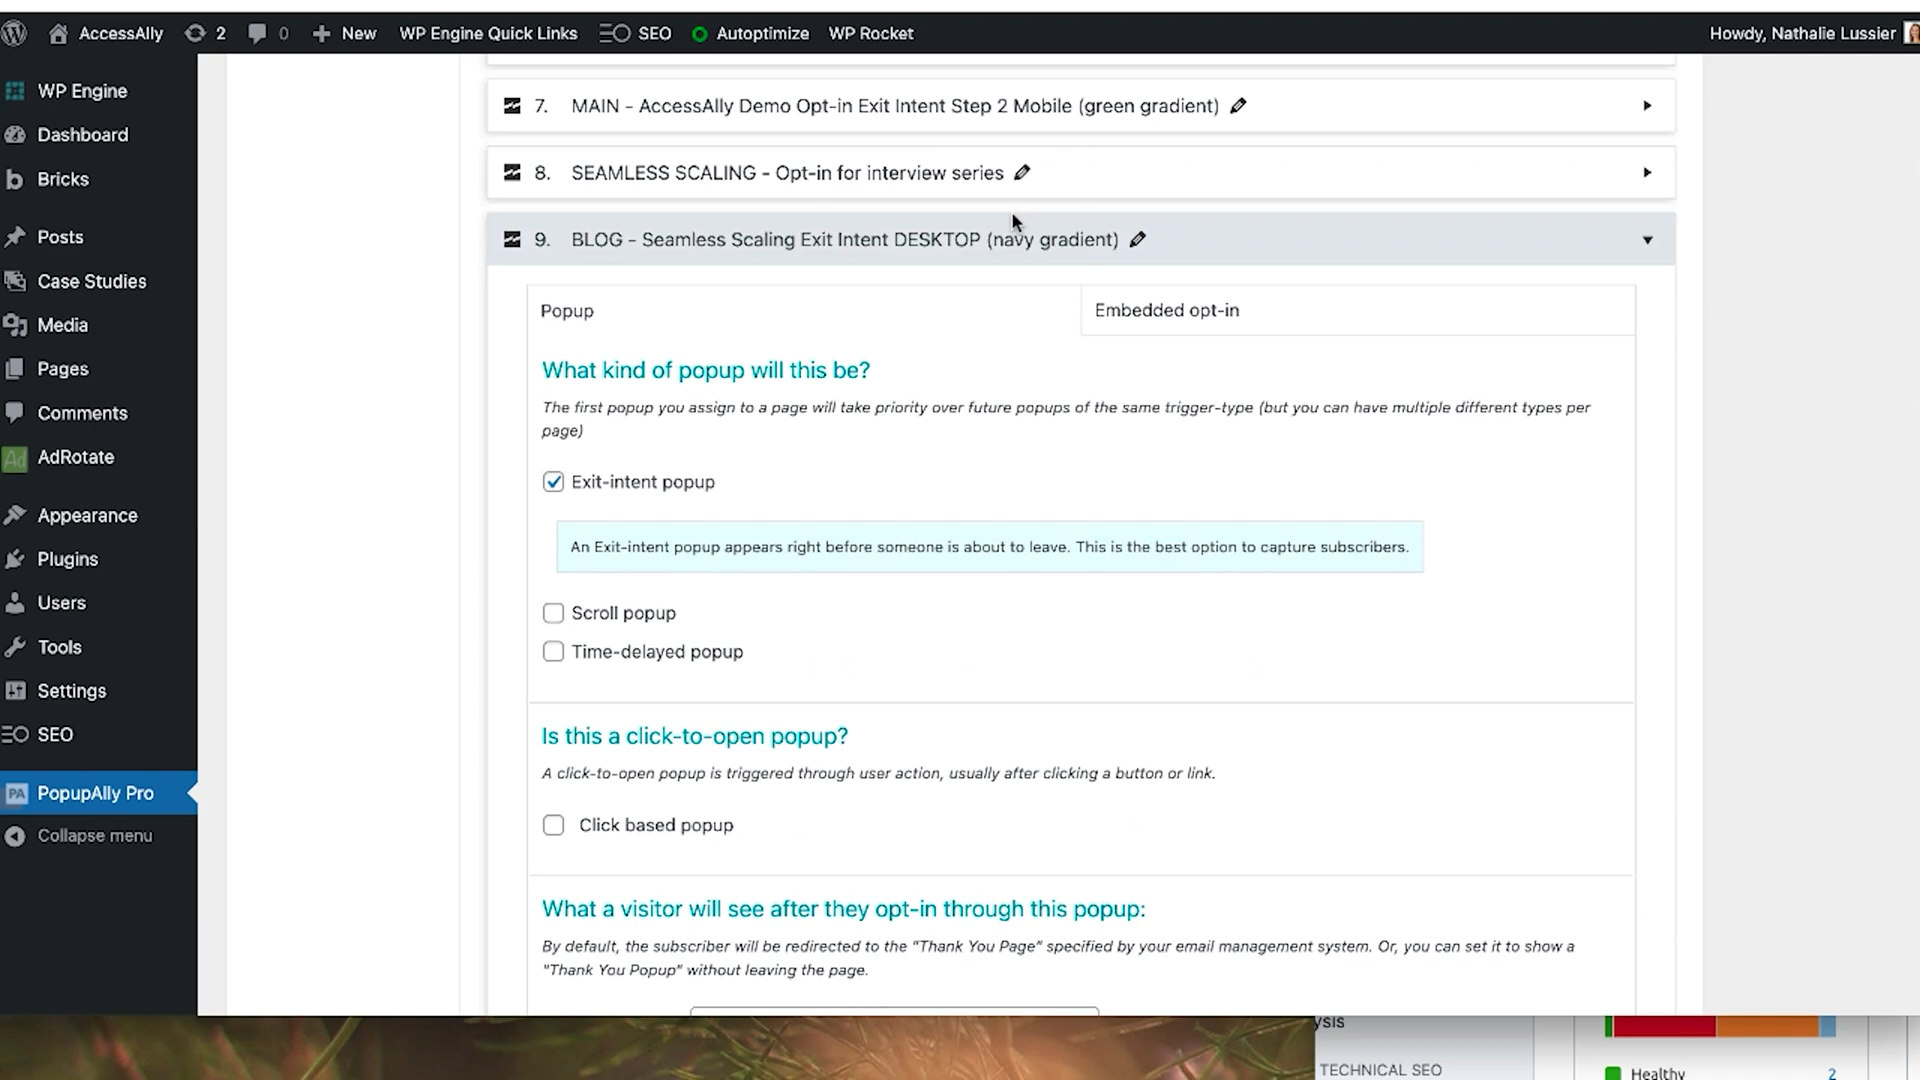 AccessAlly 2 0 New WP Engine Quick Links SEO Autoptimize WP Rocket Howdy, Nathalie Lussier
WP Engine
Dashboard
Bricks
Posts
Case Studies
Media
Pages
Comments
Ad AdRotate
Appearance
Plugins
Users
Tools
Settings
SEO
PA PopupAlly Pro
Collapse menu
7. MAIN - AccessAlly Demo Opt-in Exit Intent Step 2 Mobile (green gradient)
8. SEAMLESS SCALING - Opt-in for interview series
9. BLOG - Seamless Scaling Exit Intent DESKTOP (navy gradient)
Popup Embedded opt-in
What kind of popup will this be?
The first popup you assign to a page will take priority over future popups of the same trigger-type (but you can have multiple different types per
page)
Exit-intent popup
An Exit-intent popup appears right before someone is about to leave. This is the best option to capture subscribers.
Scroll popup
Time-delayed popup
Is this a click-to-open popup?
A click-to-open popup is triggered through user action, usually after clicking a button or link.
Click based popup
What a visitor will see after they opt-in through this popup:
By default, the subscriber will be redirected to the "Thank You Page" specified by your email management system. Or, you can set it to show a
"Thank You Popup" without leaving the page.
ysis
TECHNICAL SEO
Healthy 2